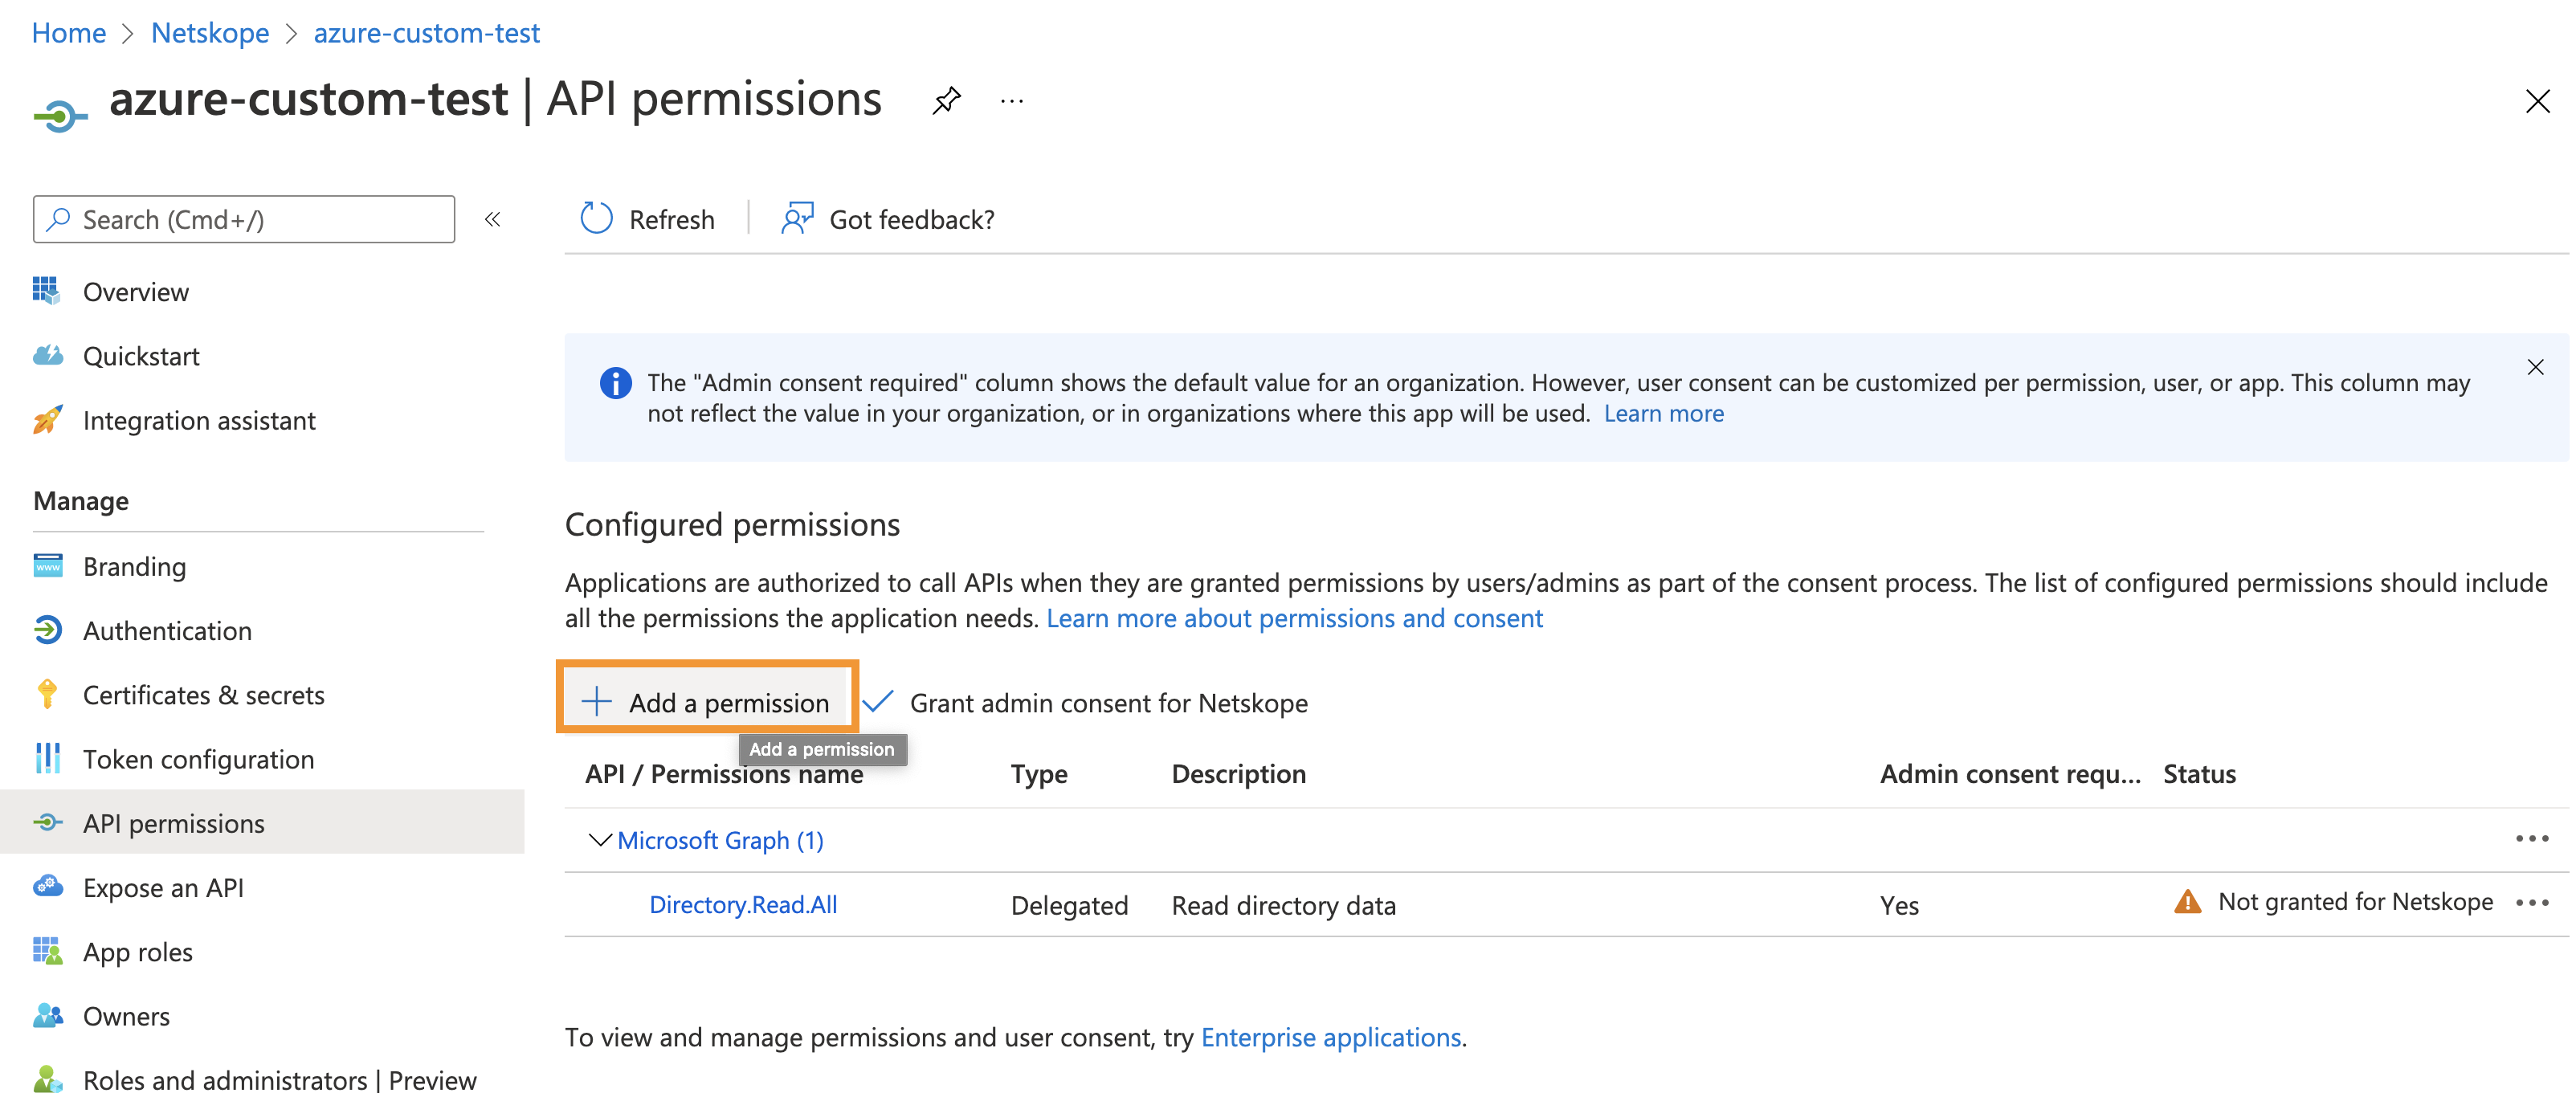 Home > Netskope > azure-custom-test
azure-custom-test | API permissions ...
Search (Cmd+/) «
Overview
Quickstart
Integration assistant
Manage
Branding
Authentication
Certificates & secrets
Token configuration
API permissions
Expose an API
App roles
Owners
Roles and administrators | Preview
Refresh
Got feedback?
The "Admin consent required" column shows the default value for an organization. However, user consent can be customized per permission, user, or app. This column may
not reflect the value in your organization, or in organizations where this app will be used. Learn more
Configured permissions
Applications are authorized to call APIs when they are granted permissions by users/admins as part of the consent process. The list of configured permissions should include
all the permissions the application needs. Learn more about permissions and consent
Add a permission
Grant admin consent for Netskope
Add a permission
API / Permissions name Type Description Admin consent requ... Status
Microsoft Graph (1)
Directory.Read.All Delegated Read directory data Yes Not granted for Netskope
To view and manage permissions and user consent, try Enterprise applications.